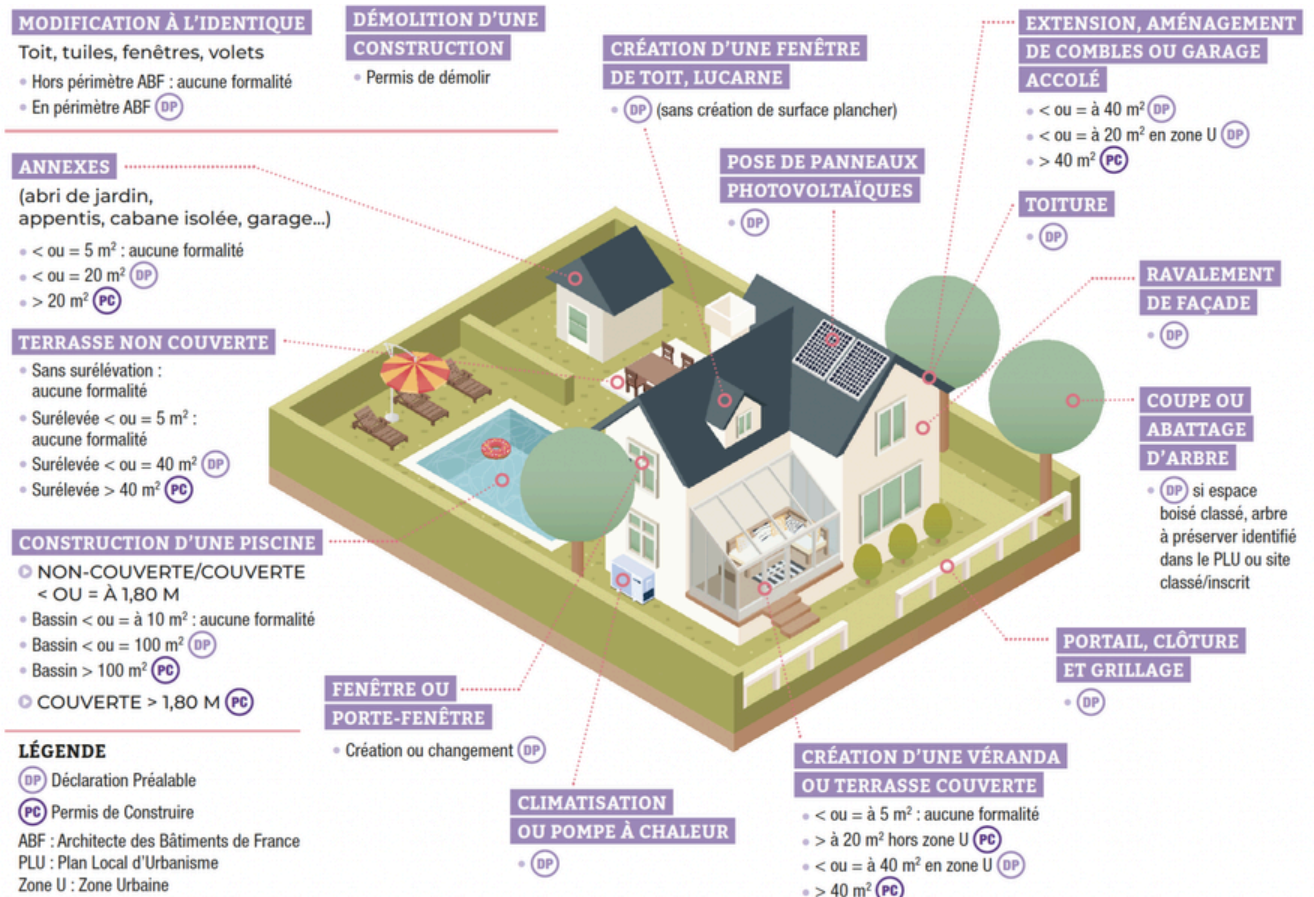 MODIFICATION À L'IDENTIQUE
Toit, tuiles, fenêtres, volets
• Hors périmètre ABF : aucune formalité
• En périmètre ABF DP
DÉMOLITION D'UNE
CONSTRUCTION
• Permis de démolir
CRÉATION D'UNE FENÊTRE
DE TOIT, LUCARNE
• DP (sans création de surface plancher)
POSE DE PANNEAUX
PHOTOVOLTAÏQUES
• DP
EXTENSION, AMÉNAGEMENT
DE COMBLES OU GARAGE
ACCOLÉ
• < ou = à 40 m² DP
• < ou = à 20 m² en zone U DP
• > 40 m² PC
TOITURE
• DP
RAVALEMENT
DE FAÇADE
• DP
COUPE OU
ABATTAGE
D'ARBRE
• DP si espace
boisé classé, arbre
à préserver identifié
dans le PLU ou site
classé/inscrit
PORTAIL, CLÔTURE
ET GRILLAGE
• DP
ANNEXES
(abri de jardin,
appentis, cabane isolée, garage...)
• < ou = 5 m² : aucune formalité
• < ou = 20 m² DP
• > 20 m² PC
TERRASSE NON COUVERTE
• Sans surélévation :
aucune formalité
• Surélevée < ou = 5 m² :
aucune formalité
• Surélevée < ou = 40 m² DP
• Surélevée > 40 m² PC
CONSTRUCTION D'UNE PISCINE
NON-COUVERTE/COUVERTE
< OU = À 1,80 M
• Bassin < ou = à 10 m² : aucune formalité
• Bassin < ou = 100 m² DP
• Bassin > 100 m² PC
COUVERTE > 1,80 M PC
FENÊTRE OU
PORTE-FENÊTRE
• Création ou changement DP
CLIMATISATION
OU POMPE À CHALEUR
• DP
CRÉATION D'UNE VÉRANDA
OU TERRASSE COUVERTE
• < ou = à 5 m² : aucune formalité
• > à 20 m² hors zone U PC
• < ou = à 40 m² en zone U DP
• > 40 m² PC
LÉGENDE
DP Déclaration Préalable
PC Permis de Construire
ABF : Architecte des Bâtiments de France
PLU : Plan Local d'Urbanisme
Zone U : Zone Urbaine